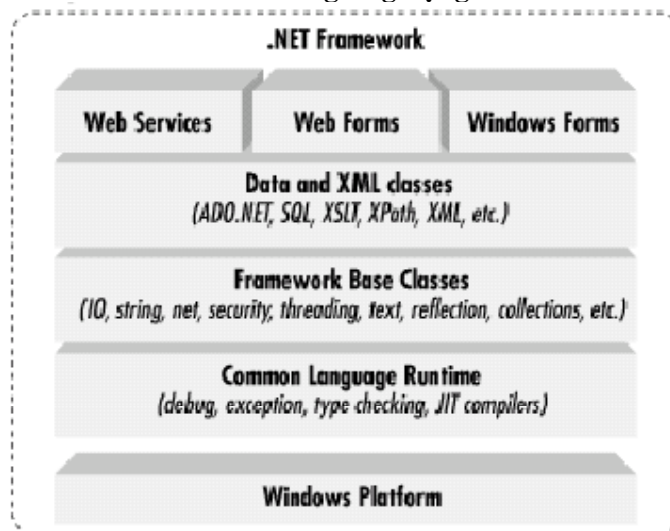 .NET Framework
Web Services Web Forms Windows Forms
Data and XML classes
(ADO.NET, SQL, XSLT, XPath, XML, etc.)
Framework Base Classes
(IO, string, net, security, threading, text, reflection, collections, etc.)
Common Language Runtime
(debug, exception, type checking, JIT compilers)
Windows Platform